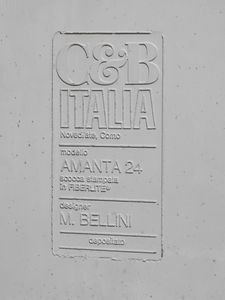 C&B
ITALIA
Novedrate, Como
modello
AMANTA 24
scocca stampata
in FIBERLITE®
designer
M. BELLINI
depositato